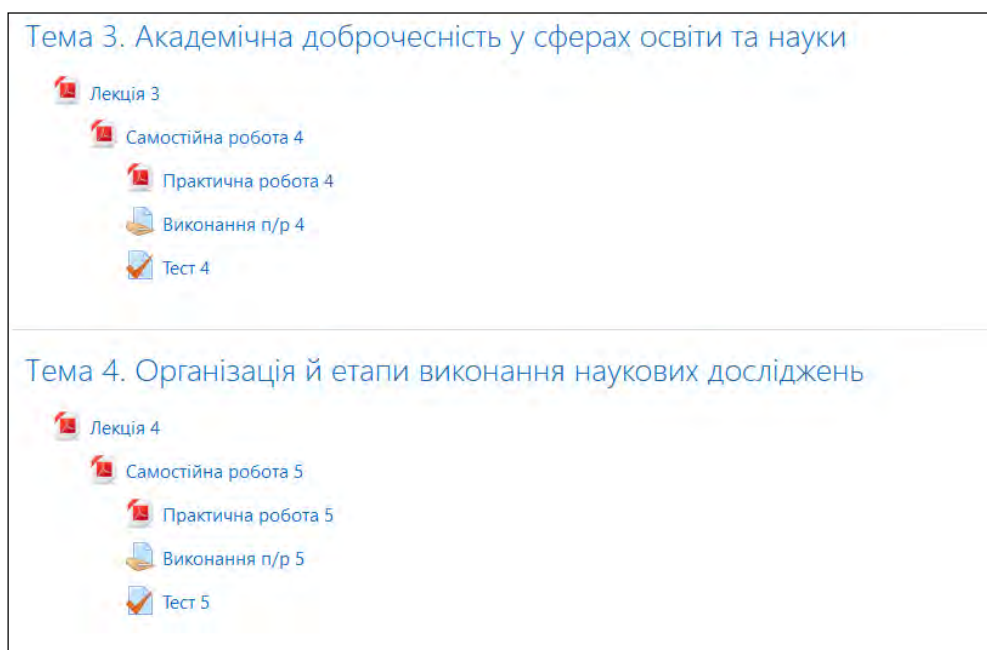 Тема 3. Академічна доброчесність у сферах освіти та науки
Лекція 3
Самостійна робота 4
Практична робота 4
Виконання п/р 4
Тест 4
Тема 4. Організація й етапи виконання наукових досліджень
Лекція 4
Самостійна робота 5
Практична робота 5
Виконання п/р 5
Тест 5